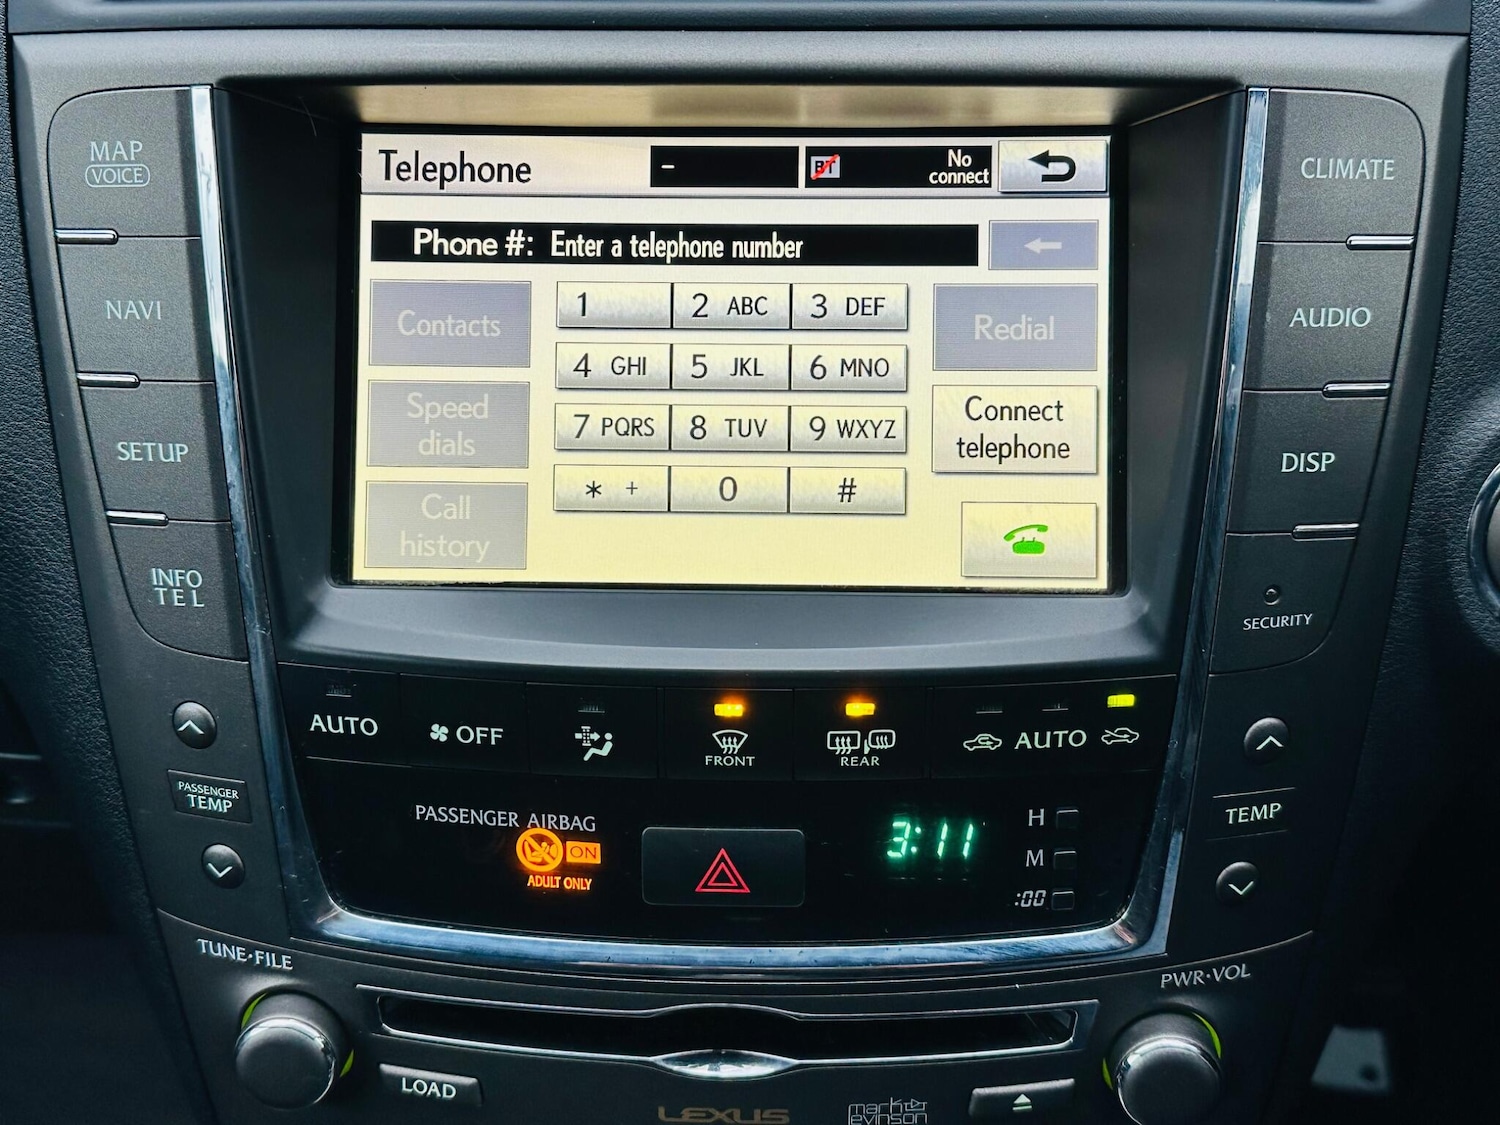 MAP
VOICE
NAVI
SETUP
INFO
TEL
Telephone
–
BT
No
connect
Phone #: Enter a telephone number
Contacts
Speed
dials
Call
history
1
2 ABC
3 DEF
4 GHI
5 JKL
6 MNO
7 PQRS
8 TUV
9 WXYZ
* +
0
#
Redial
Connect
telephone
CLIMATE
AUDIO
DISP
SECURITY
AUTO
OFF
FRONT
REAR
AUTO
PASSENGER
TEMP
PASSENGER AIRBAG
ON
ADULT ONLY
3:11
H
M
:00
TEMP
TUNE·FILE
PWR·VOL
LOAD
LEXUS
mark
levinson